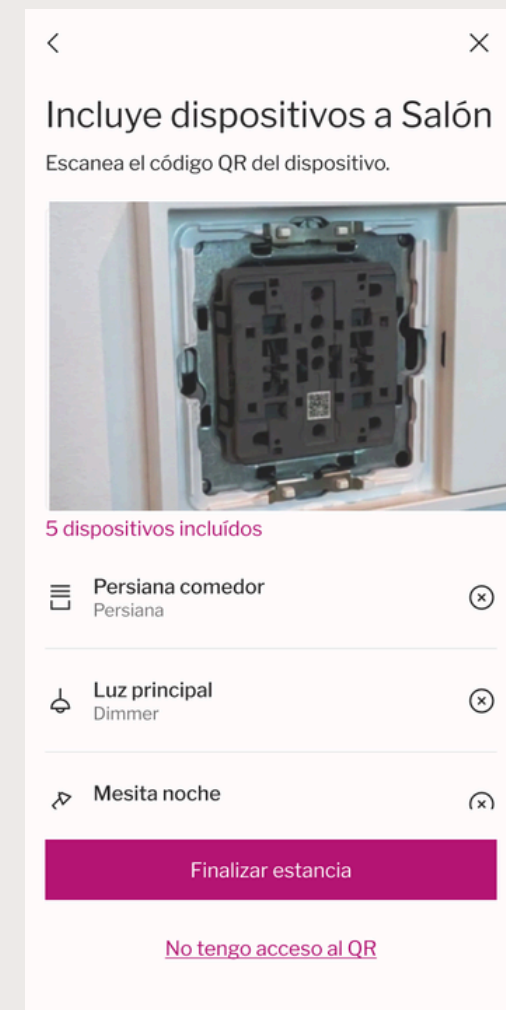 Incluye dispositivos a Salón
Escanea el código QR del dispositivo.
5 dispositivos incluídos
Persiana comedor
Persiana
Luz principal
Dimmer
Mesita noche
Finalizar estancia
No tengo acceso al QR